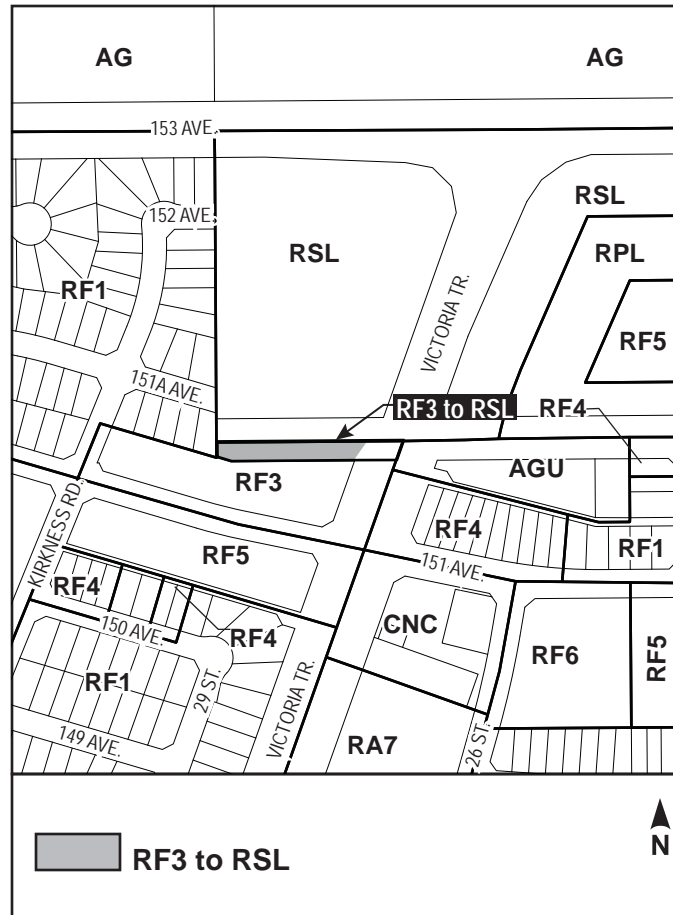 AG
AG
153 AVE.
152 AVE.
RSL
RSL
RPL
RF1
VICTORIA TR.
RF5
151A AVE.
RF3 to RSL
RF4
RF3
AGU
RF4
RF1
KIRKNESS RD.
RF5
151 AVE.
RF4
150 AVE.
RF4
CNC
RF6
RF5
RF1
29 ST.
VICTORIA TR.
149 AVE.
RA7
26 ST.
RF3 to RSL
N